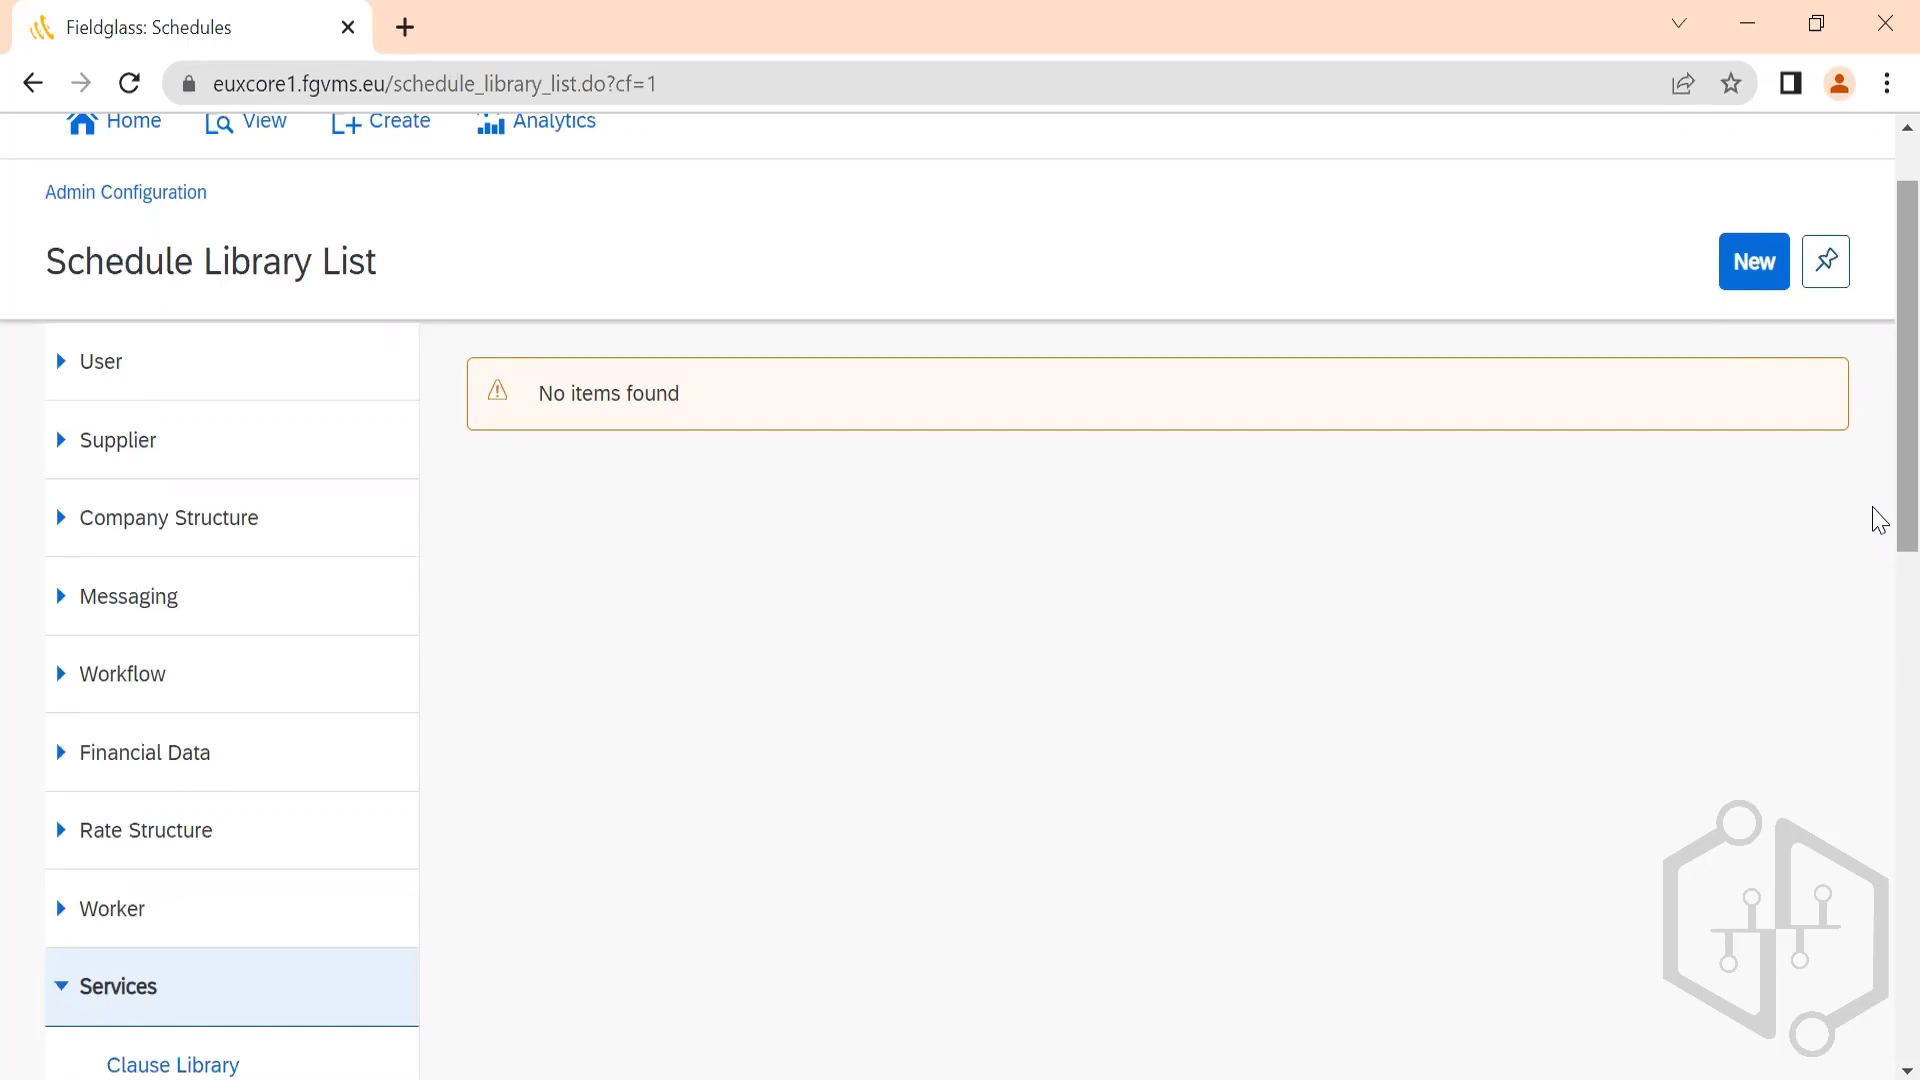 Fieldglass: Schedules
euxcore1.fgvms.eu/schedule_library_list.do?cf=1
Home View Create Analytics
Admin Configuration
Schedule Library List
New
User
No items found
Supplier
Company Structure
Messaging
Workflow
Financial Data
Rate Structure
Worker
Services
Clause Library